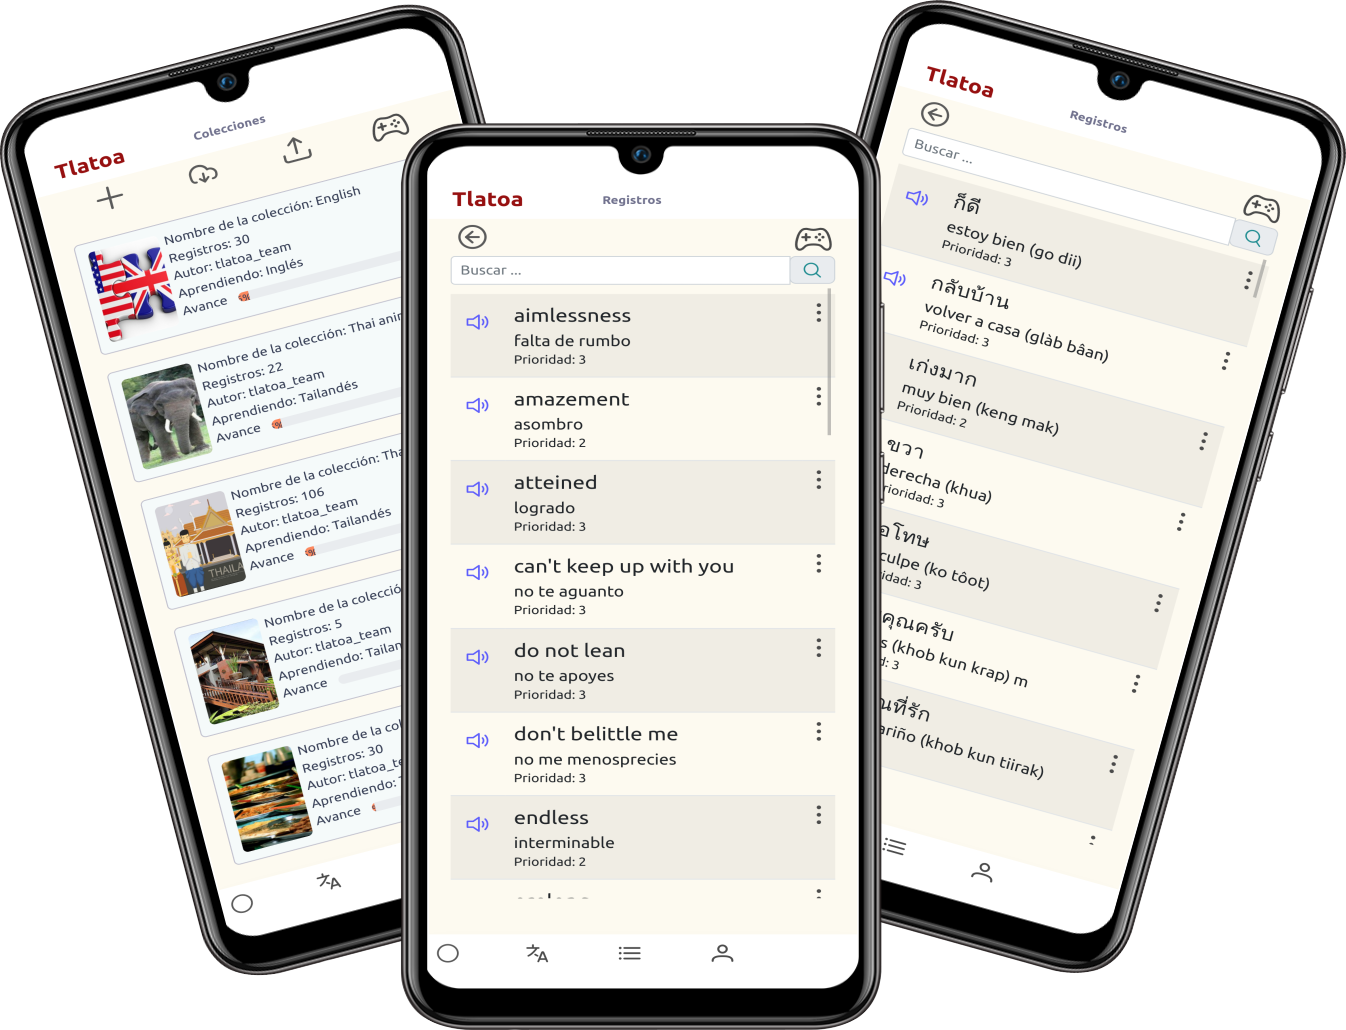 Colecciones
Tlatoa
Nombre de la colección: English
Registros: 30
Autor: tlatoa_team
Aprendiendo: Inglés
Avance
Nombre de la colección: Thai
Registros: 22
Autor: tlatoa_team
Aprendiendo: Tailandés
Avance
THAILA
Nombre de la colección:
Registros: 106
Autor: tlatoa_team
Aprendiendo: Tailandés
Avance
Nombre de la
Registros: 5
Autor: tlatoa_team
Aprendiendo:
Avance
Nombre de la
Registros: 30
Autor:
Aprendiendo:
Avance
Tlatoa
Registros
Buscar ...
aimlessness
falta de rumbo
Prioridad: 3
amazement
asombro
Prioridad: 2
atteined
logrado
Prioridad: 3
can't keep up with you
no te aguanto
Prioridad: 3
do not lean
no te apoyes
Prioridad: 3
don't belittle me
no me menosprecies
Prioridad: 3
endless
interminable
Prioridad: 2
Tlatoa
Registros
Buscar ...
ก็ดี
estoy bien (go dii)
Prioridad: 3
กลับบ้าน
volver a casa (glàb bâan)
Prioridad: 3
เก่งมาก
muy bien (keng mak)
Prioridad: 2
ขวา
derecha (khua)
rioridad: 3
อโทษ
culpe (ko tôot)
idad: 3
คุณครับ
s (khob kun krap) m
d: 3
ณที่รัก
ariño (khob kun tiirak)